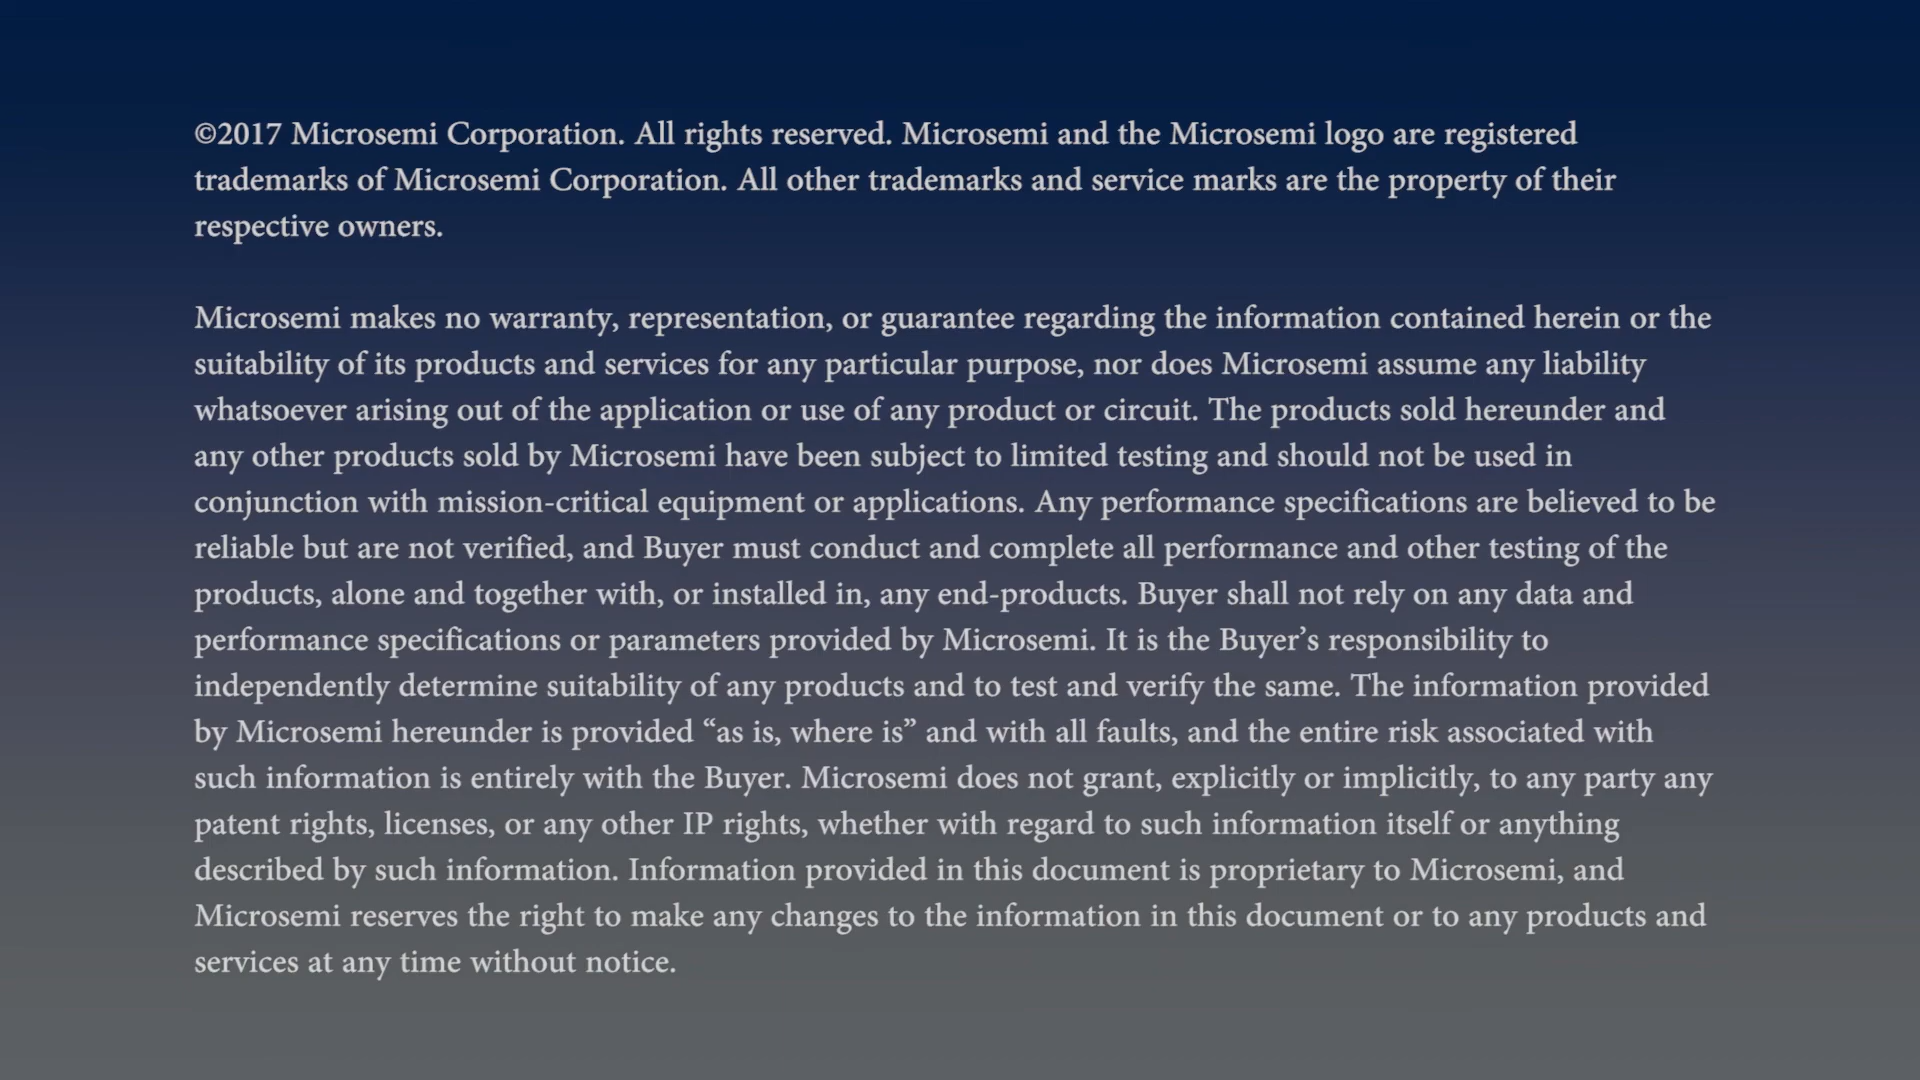 ©2017 Microsemi Corporation. All rights reserved. Microsemi and the Microsemi logo are registered
trademarks of Microsemi Corporation. All other trademarks and service marks are the property of their
respective owners.
Microsemi makes no warranty, representation, or guarantee regarding the information contained herein or the
suitability of its products and services for any particular purpose, nor does Microsemi assume any liability
whatsoever arising out of the application or use of any product or circuit. The products sold hereunder and
any other products sold by Microsemi have been subject to limited testing and should not be used in
conjunction with mission-critical equipment or applications. Any performance specifications are believed to be
reliable but are not verified, and Buyer must conduct and complete all performance and other testing of the
products, alone and together with, or installed in, any end-products. Buyer shall not rely on any data and
performance specifications or parameters provided by Microsemi. It is the Buyer’s responsibility to
independently determine suitability of any products and to test and verify the same. The information provided
by Microsemi hereunder is provided “as is, where is” and with all faults, and the entire risk associated with
such information is entirely with the Buyer. Microsemi does not grant, explicitly or implicitly, to any party any
patent rights, licenses, or any other IP rights, whether with regard to such information itself or anything
described by such information. Information provided in this document is proprietary to Microsemi, and
Microsemi reserves the right to make any changes to the information in this document or to any products and
services at any time without notice.